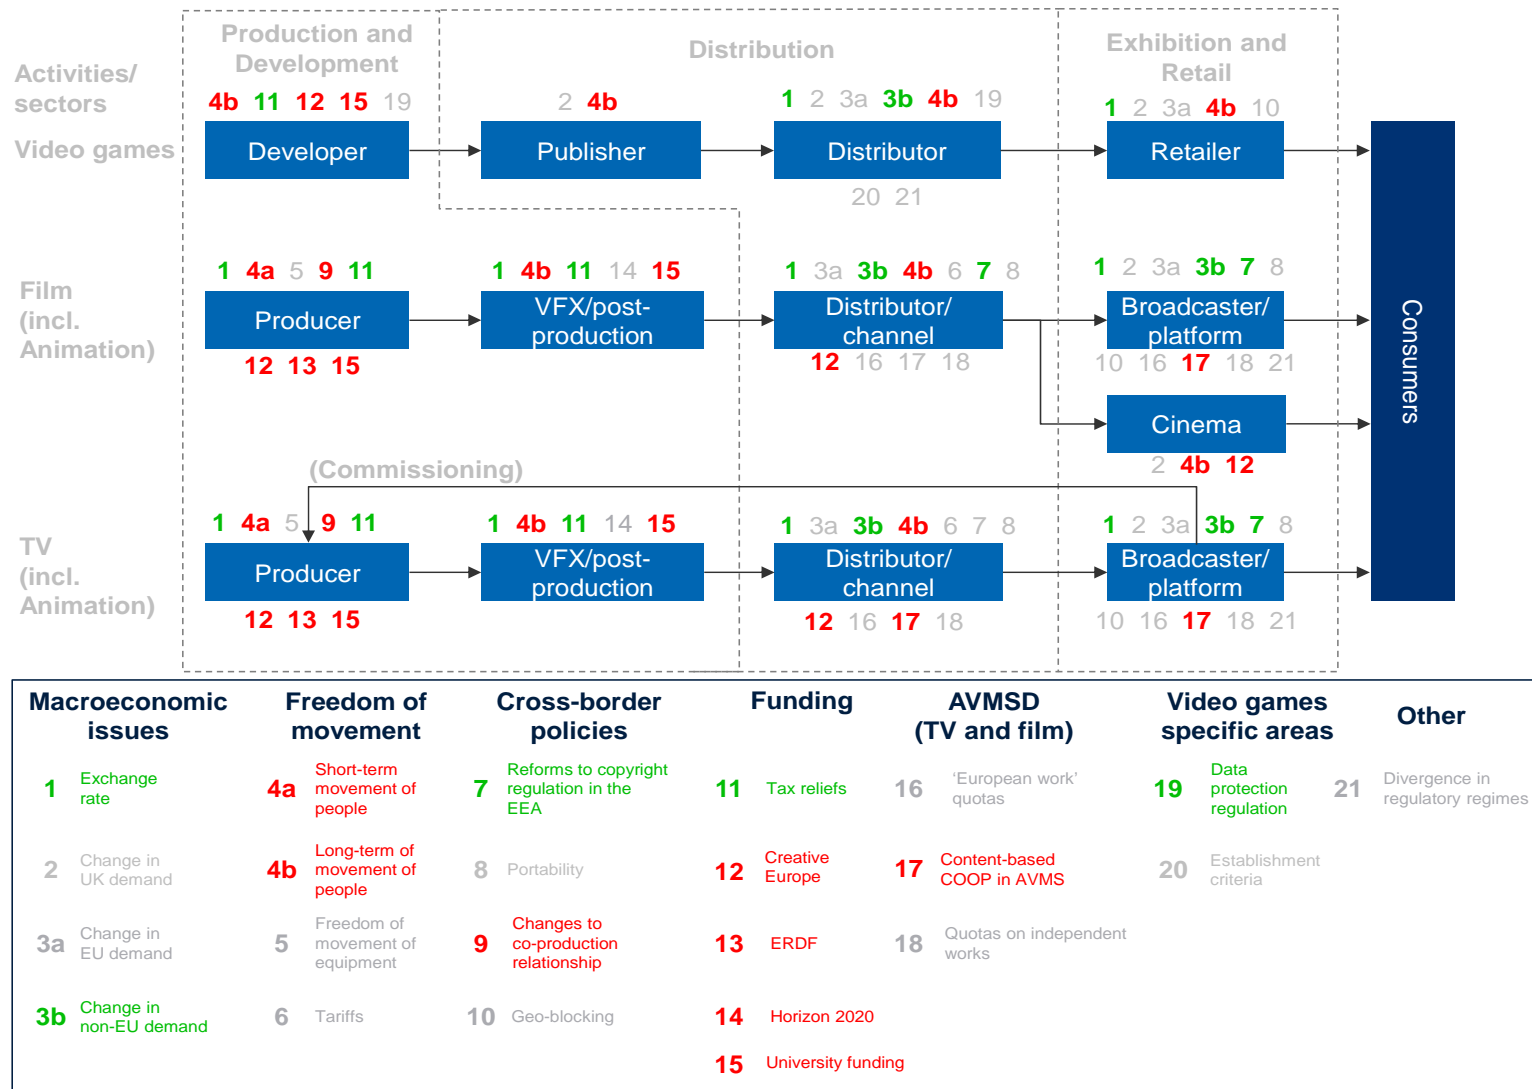 Production and
Development
Distribution
Exhibition and
Retail
Activities/
sectors
4b 11 12 15 19
2 4b
1 2 3a 3b 4b 19
1 2 3a 4b 10
Video games
Developer
Publisher
Distributor
Retailer
20 21
1 4a 5 9 11
1 4b 11 14 15
1 3a 3b 4b 6 7 8
1 2 3a 3b 7 8
Film
(incl.
Animation)
Producer
VFX/post-
production
Distributor/
channel
Broadcaster/
platform
12 13 15
12 16 17 18
10 16 17 18 21
Cinema
2 4b 12
Consumers
(Commissioning)
1 4a 5 9 11
1 4b 11 14 15
1 3a 3b 4b 6 7 8
1 2 3a 3b 7 8
TV
(incl.
Animation)
Producer
VFX/post-
production
Distributor/
channel
Broadcaster/
platform
12 13 15
12 16 17 18
10 16 17 18 21
Macroeconomic
issues
1 Exchange
rate
2 Change in
UK demand
3a Change in
EU demand
3b Change in
non-EU demand
Freedom of
movement
4a Short-term
movement of
people
4b Long-term of
movement of
people
5 Freedom of
movement of
equipment
6 Tariffs
Cross-border
policies
7 Reforms to copyright
regulation in the
EEA
8 Portability
9 Changes to
co-production
relationship
10 Geo-blocking
Funding
11 Tax reliefs
12 Creative
Europe
13 ERDF
14 Horizon 2020
15 University funding
AVMSD
(TV and film)
16 ‘European work’
quotas
17 Content-based
COOP in AVMS
18 Quotas on independent
works
Video games
specific areas
19 Data
protection
regulation
20 Establishment
criteria
Other
21 Divergence in
regulatory regimes